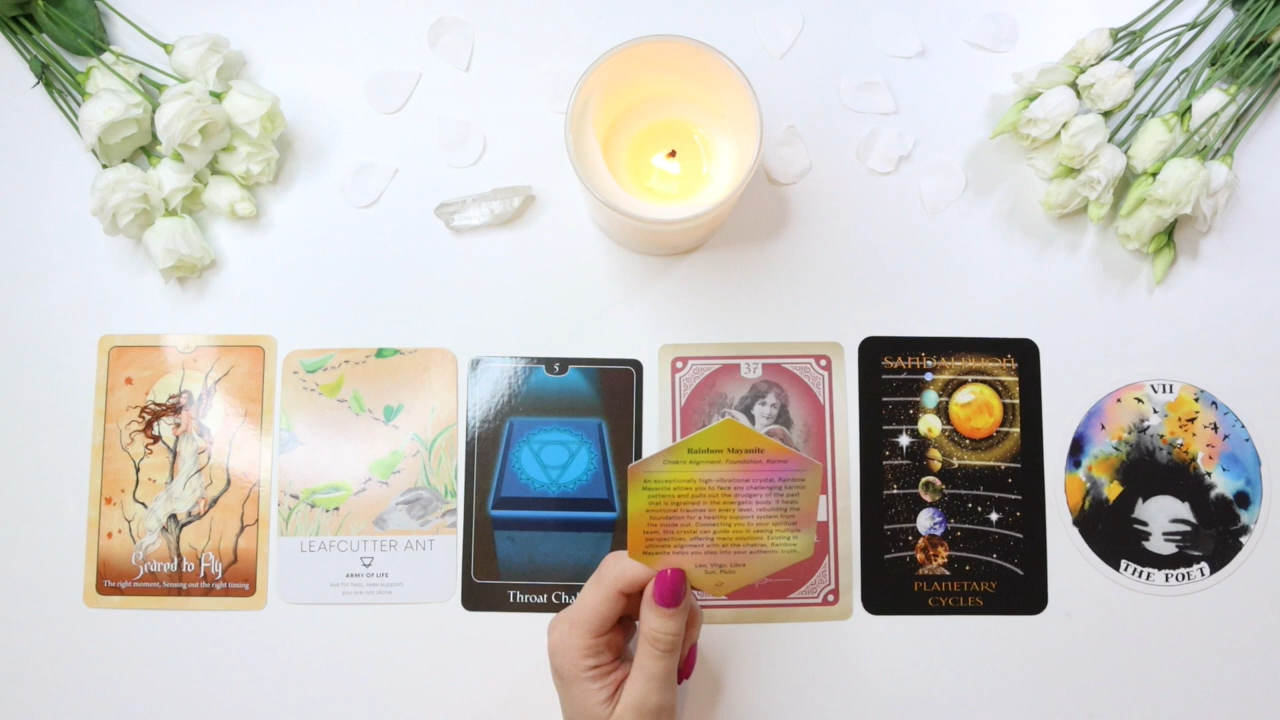 Scared to Fly
The right moment, Sensing out the right timing
LEAFCUTTER ANT
ARMY OF LIFE
Ask for help, seek support,
you are not alone.
5
Throat Cha
37
Rainbow Mayanite
Chakra Alignment, Foundation, Karma
An exceptionally high-vibrational crystal, Rainbow
Mayanite allows you to face any challenging karmic
patterns and pulls out the drudgery of the past
that is ingrained in the energetic body. It heals
emotional traumas on every level, rebuilding the
foundation for a healthy support system from
the inside out. Connecting you to your spiritual
team, this crystal can guide you in seeing multiple
perspectives, offering many solutions. Existing in
ultimate alignment with all the chakras, Rainbow
Mayanite helps you step into your authentic truth.
Leo, Virgo, Libra
Sun, Pluto
SANDALPHON
PLANETARY
CYCLES
VII
THE POET